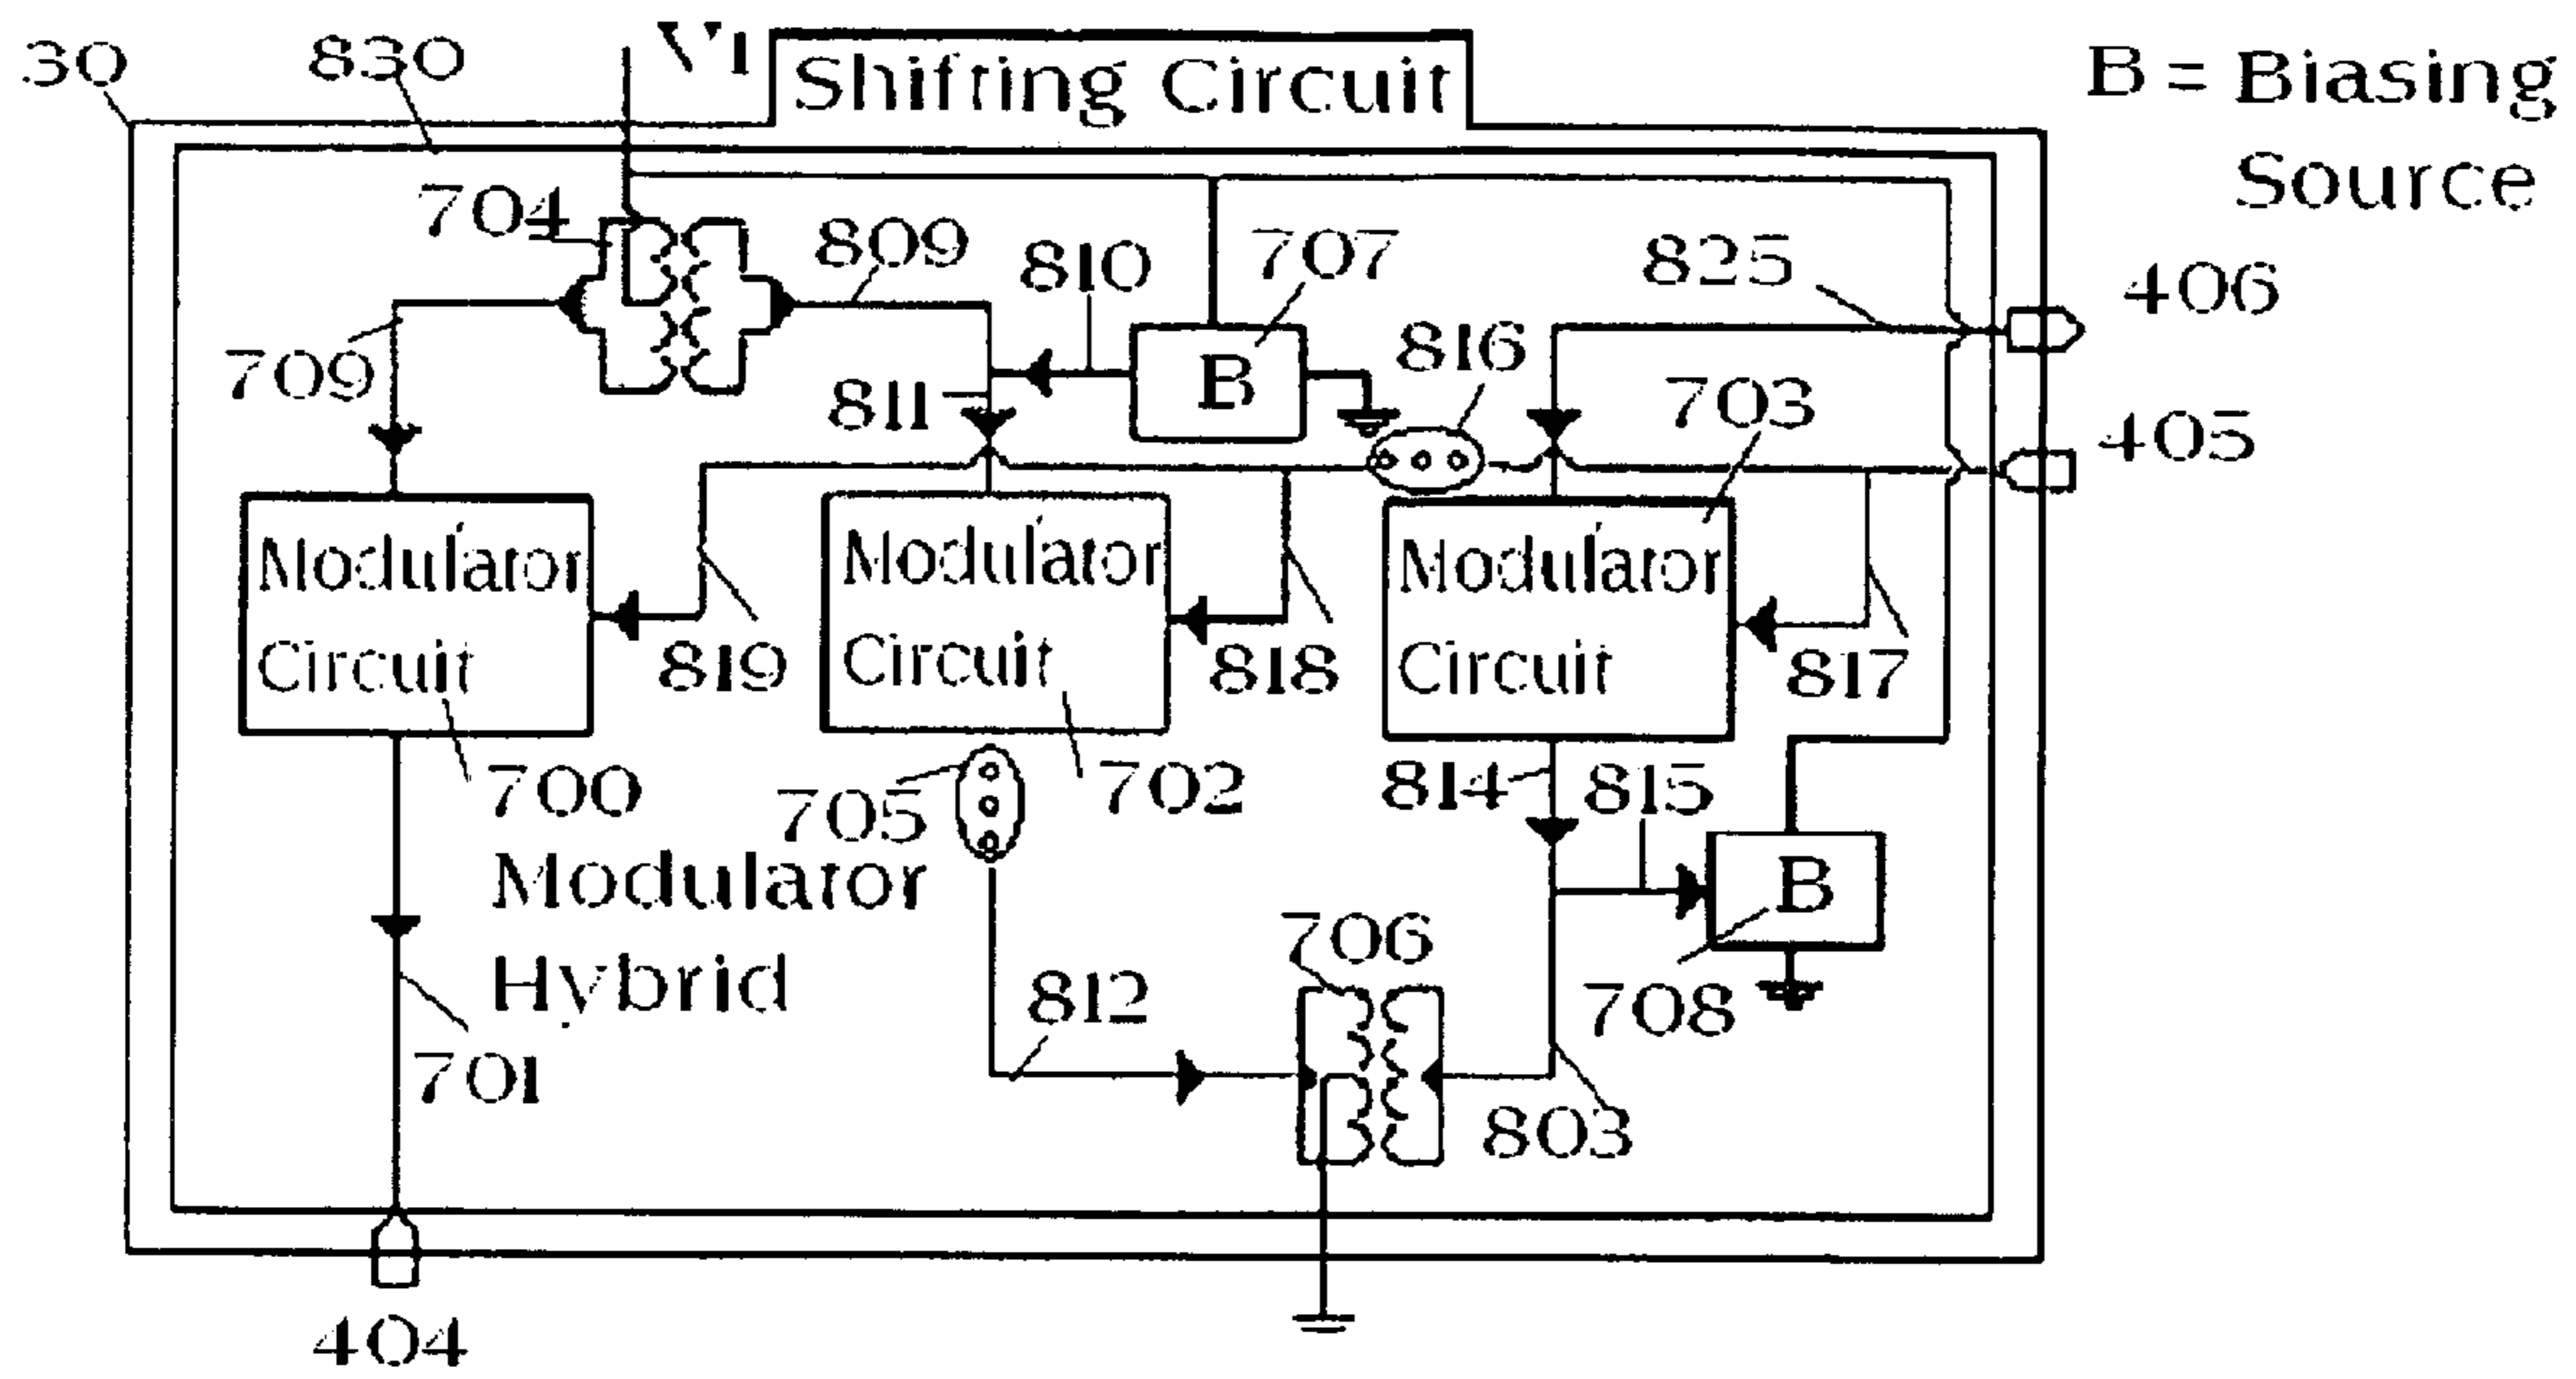 30
830
Shifting Circuit
B = Biasing
Source
704
809
810
707
825
406
709
811
B
816
703
405
Modulator
Circuit
819
Modulator
Circuit
818
Modulator
Circuit
817
700
705
702
814
815
B
Modulator
Hybrid
701
812
706
708
803
404